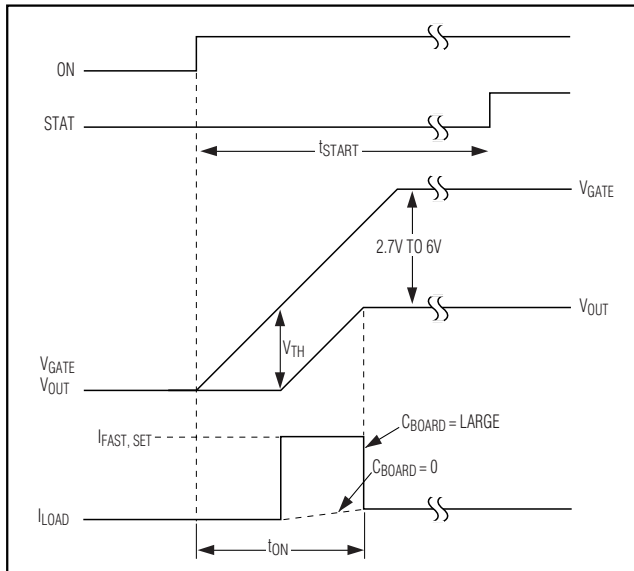 ON
STAT
tSTART
VGATE
2.7V TO 6V
VOUT
VTH
VGATE
VOUT
IFAST, SET
CBOARD = LARGE
CBOARD = 0
ILOAD
tON